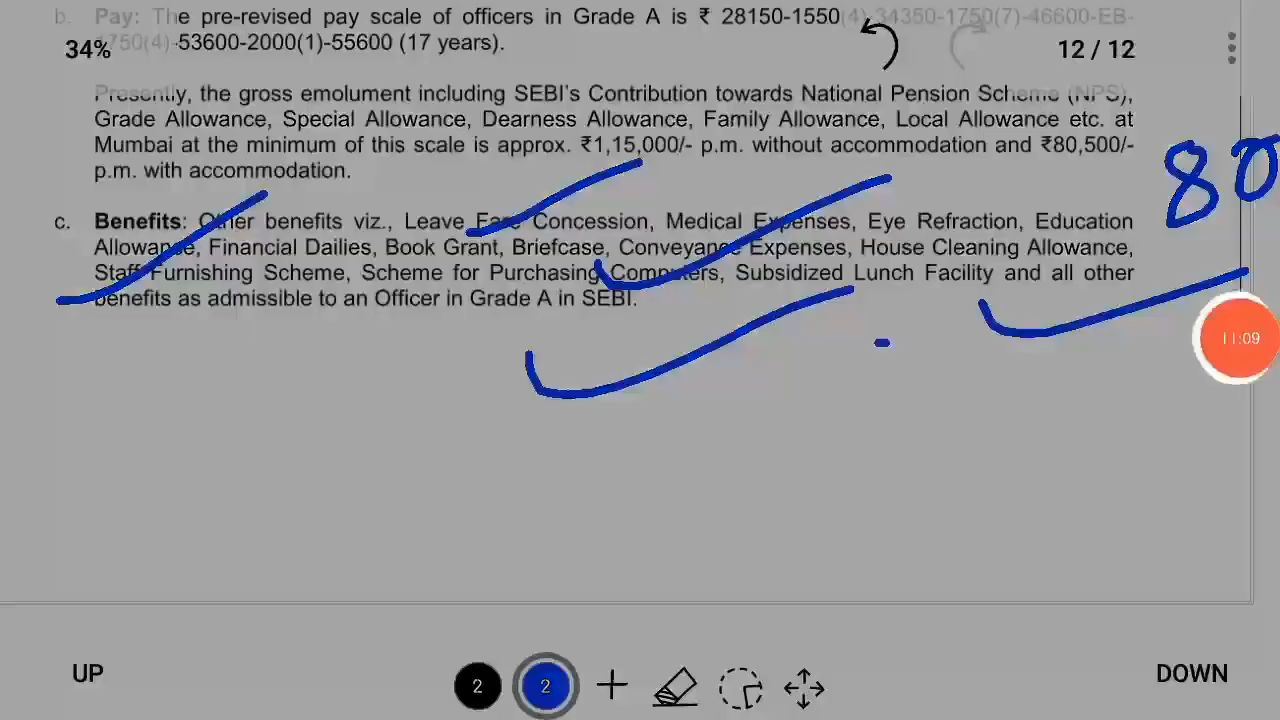 b. Pay: The pre-revised pay scale of officers in Grade A is ₹ 28150-1550(4)-34350-1750(7)-46600-EB-
34%
1750(4)-53600-2000(1)-55600 (17 years).
12 / 12
Presently, the gross emolument including SEBI's Contribution towards National Pension Scheme (NPS),
Grade Allowance, Special Allowance, Dearness Allowance, Family Allowance, Local Allowance etc. at
Mumbai at the minimum of this scale is approx. ₹1,15,000/- p.m. without accommodation and ₹80,500/-
p.m. with accommodation.
80
c. Benefits: Other benefits viz., Leave Fare Concession, Medical Expenses, Eye Refraction, Education
Allowance, Financial Dailies, Book Grant, Briefcase, Conveyance Expenses, House Cleaning Allowance,
Staff Furnishing Scheme, Scheme for Purchasing Computers, Subsidized Lunch Facility and all other
benefits as admissible to an Officer in Grade A in SEBI.
11:09
UP
2
2
DOWN